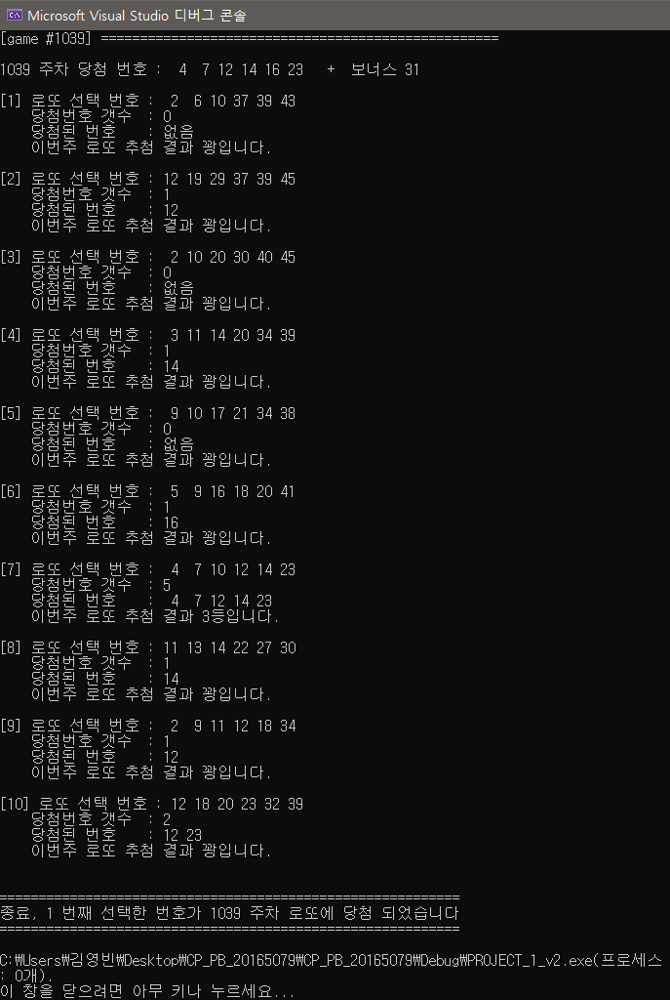 Microsoft Visual Studio 디버그 콘솔
[game #1039] ===================================================
1039 주차 당첨 번호 :  4  7 12 14 16 23   +  보너스 31
[1] 로또 선택 번호 :  2  6 10 37 39 43
당첨번호 갯수  : 0
당첨된 번호    : 없음
이번주 로또 추첨 결과 꽝입니다.
[2] 로또 선택 번호 : 12 19 29 37 39 45
당첨번호 갯수  : 1
당첨된 번호    : 12
이번주 로또 추첨 결과 꽝입니다.
[3] 로또 선택 번호 :  2 10 20 30 40 45
당첨번호 갯수  : 0
당첨된 번호    : 없음
이번주 로또 추첨 결과 꽝입니다.
[4] 로또 선택 번호 :  3 11 14 20 34 39
당첨번호 갯수  : 1
당첨된 번호    : 14
이번주 로또 추첨 결과 꽝입니다.
[5] 로또 선택 번호 :  9 10 17 21 34 38
당첨번호 갯수  : 0
당첨된 번호    : 없음
이번주 로또 추첨 결과 꽝입니다.
[6] 로또 선택 번호 :  5  9 16 18 20 41
당첨번호 갯수  : 1
당첨된 번호    : 16
이번주 로또 추첨 결과 꽝입니다.
[7] 로또 선택 번호 :  4  7 10 12 14 23
당첨번호 갯수  : 5
당첨된 번호    :  4  7 12 14 23
이번주 로또 추첨 결과 3등입니다.
[8] 로또 선택 번호 : 11 13 14 22 27 30
당첨번호 갯수  : 1
당첨된 번호    : 14
이번주 로또 추첨 결과 꽝입니다.
[9] 로또 선택 번호 :  2  9 11 12 18 34
당첨번호 갯수  : 1
당첨된 번호    : 12
이번주 로또 추첨 결과 꽝입니다.
[10] 로또 선택 번호 : 12 18 20 23 32 39
당첨번호 갯수  : 2
당첨된 번호    : 12 23
이번주 로또 추첨 결과 꽝입니다.
===========================================================
종료, 1 번째 선택한 번호가 1039 주차 로또에 당첨 되었습니다
===========================================================
C:\Users\김영빈\Desktop\CP_PB_20165079\CP_PB_20165079\Debug\PROJECT_1_v2.exe(프로세스
: 0개).
이 창을 닫으려면 아무 키나 누르세요...